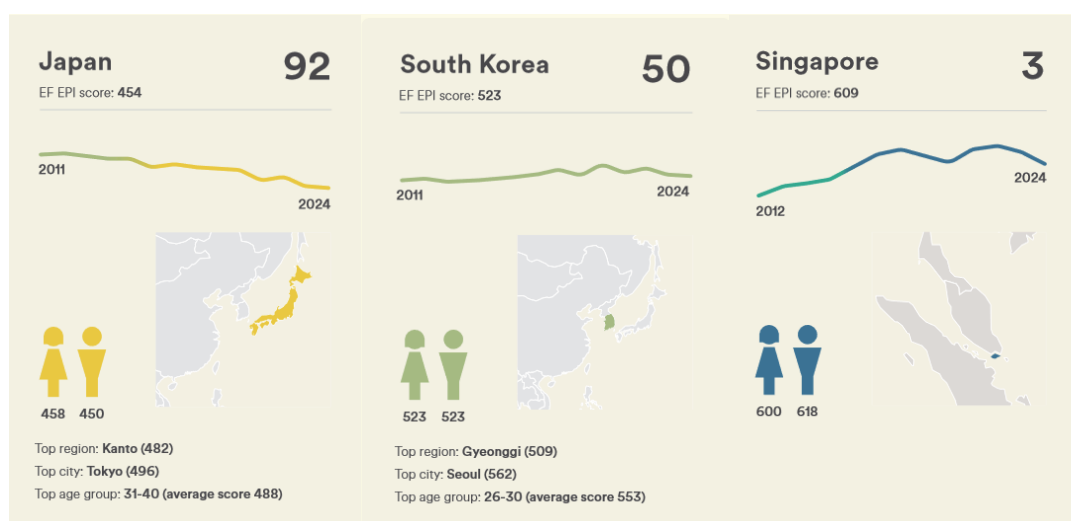 Japan
92
EF EPI score: 454
2011
2024
458 450
Top region: Kanto (482)
Top city: Tokyo (496)
Top age group: 31-40 (average score 488)
South Korea
50
EF EPI score: 523
2011
2024
523 523
Top region: Gyeonggi (509)
Top city: Seoul (562)
Top age group: 26-30 (average score 553)
Singapore
3
EF EPI score: 609
2012
2024
600 618